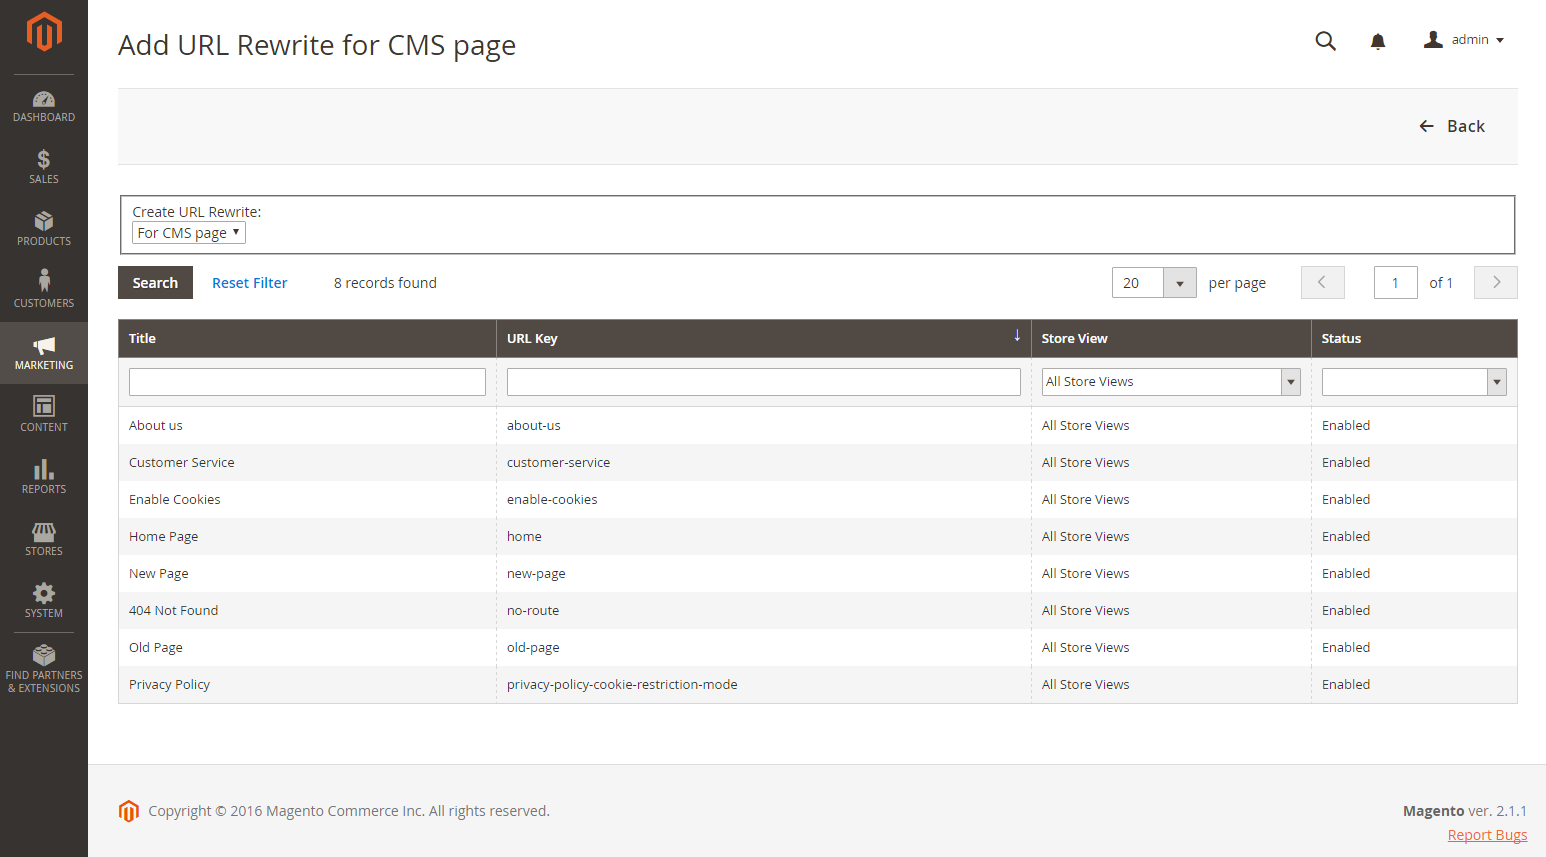 Add URL Rewrite for CMS page
admin
DASHBOARD
SALES
PRODUCTS
CUSTOMERS
MARKETING
CONTENT
REPORTS
STORES
SYSTEM
FIND PARTNERS
& EXTENSIONS
Back
Create URL Rewrite:
For CMS page
Search Reset Filter 8 records found 20 per page 1 of 1
Title URL Key Store View Status
All Store Views
About us about-us All Store Views Enabled
Customer Service customer-service All Store Views Enabled
Enable Cookies enable-cookies All Store Views Enabled
Home Page home All Store Views Enabled
New Page new-page All Store Views Enabled
404 Not Found no-route All Store Views Enabled
Old Page old-page All Store Views Enabled
Privacy Policy privacy-policy-cookie-restriction-mode All Store Views Enabled
Copyright © 2016 Magento Commerce Inc. All rights reserved. Magento ver. 2.1.1
Report Bugs